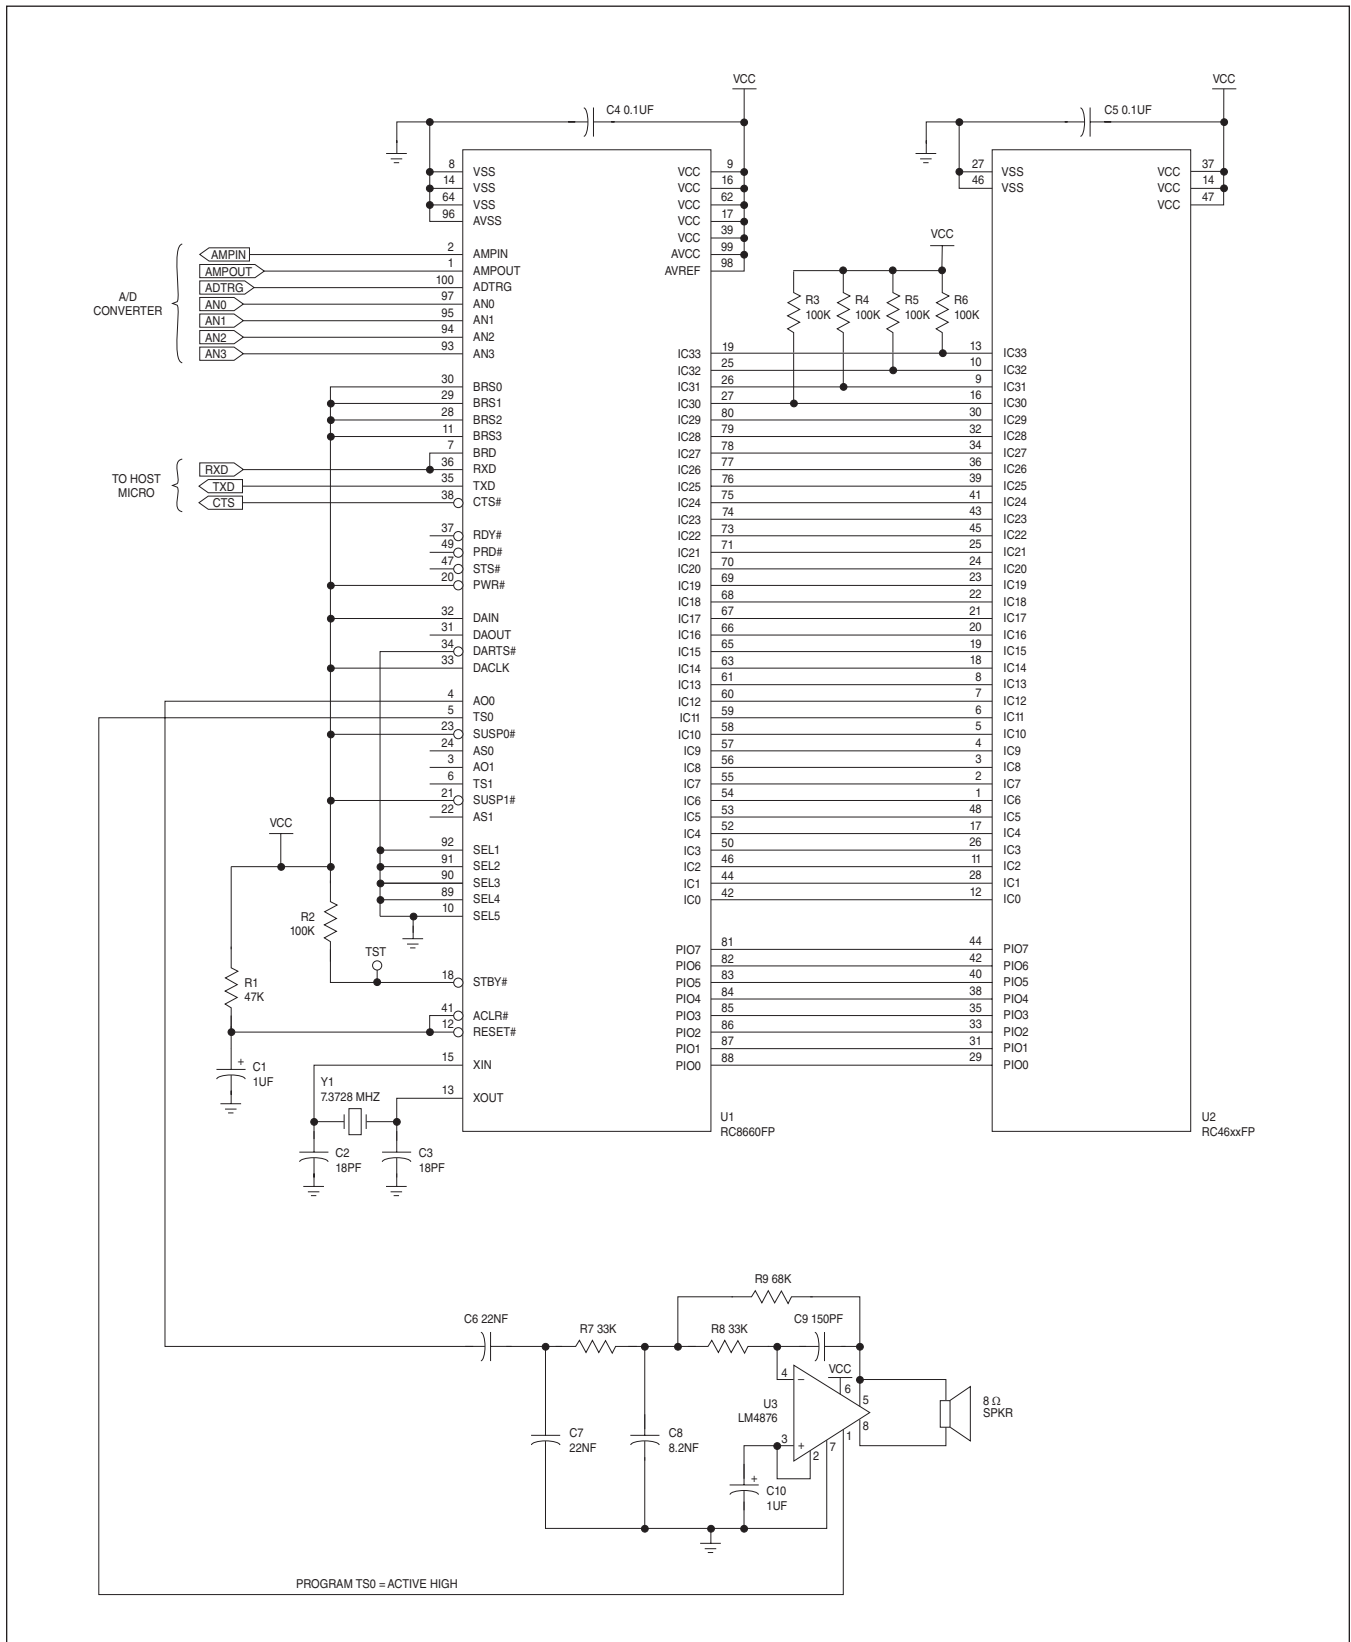 VCC
VCC
C4 0.1UF
C5 0.1UF
8 VSS
14 VSS
64 VSS
96 AVSS
VCC 9
VCC 16
VCC 62
VCC 17
VCC 39
AVCC 99
AVREF 98
27 VSS
46 VSS
VCC 37
VCC 14
VCC 47
A/D
CONVERTER
AMPIN 2 AMPIN
AMPOUT 1 AMPOUT
ADTRG 100 ADTRG
AN0 97 AN0
AN1 95 AN1
AN2 94 AN2
AN3 93 AN3
VCC
R3
100K
R4
100K
R5
100K
R6
100K
30 BRS0
29 BRS1
28 BRS2
11 BRS3
7 BRD
TO HOST
MICRO
RXD 36 RXD
TXD 35 TXD
CTS 38 CTS#
37 RDY#
49 PRD#
47 STS#
20 PWR#
32 DAIN
31 DAOUT
34 DARTS#
33 DACLK
4 AO0
5 TS0
23 SUSP0#
24 AS0
3 AO1
6 TS1
21 SUSP1#
22 AS1
92 SEL1
91 SEL2
90 SEL3
89 SEL4
10 SEL5
VCC
R2
100K
TST
18 STBY#
R1
47K
41 ACLR#
12 RESET#
+
C1
1UF
15 XIN
13 XOUT
Y1
7.3728 MHZ
C2
18PF
C3
18PF
IC33 19 13 IC33
IC32 25 10 IC32
IC31 26 9 IC31
IC30 27 16 IC30
IC29 80 30 IC29
IC28 79 32 IC28
IC27 78 34 IC27
IC26 77 36 IC26
IC25 76 39 IC25
IC24 75 41 IC24
IC23 74 43 IC23
IC22 73 45 IC22
IC21 71 25 IC21
IC20 70 24 IC20
IC19 69 23 IC19
IC18 68 22 IC18
IC17 67 21 IC17
IC16 66 20 IC16
IC15 65 19 IC15
IC14 63 18 IC14
IC13 61 8 IC13
IC12 60 7 IC12
IC11 59 6 IC11
IC10 58 5 IC10
IC9 57 4 IC9
IC8 56 3 IC8
IC7 55 2 IC7
IC6 54 1 IC6
IC5 53 48 IC5
IC4 52 17 IC4
IC3 50 26 IC3
IC2 46 11 IC2
IC1 44 28 IC1
IC0 42 12 IC0
PIO7 81 44 PIO7
PIO6 82 42 PIO6
PIO5 83 40 PIO5
PIO4 84 38 PIO4
PIO3 85 35 PIO3
PIO2 86 33 PIO2
PIO1 87 31 PIO1
PIO0 88 29 PIO0
U1
RC8660FP
U2
RC46xxFP
R9 68K
C6 22NF
R7 33K
R8 33K
C9 150PF
VCC
4 −
6
5
8
1
7
2
3 +
U3
LM4876
8 Ω
SPKR
C7
22NF
C8
8.2NF
+
C10
1UF
PROGRAM TS0 = ACTIVE HIGH